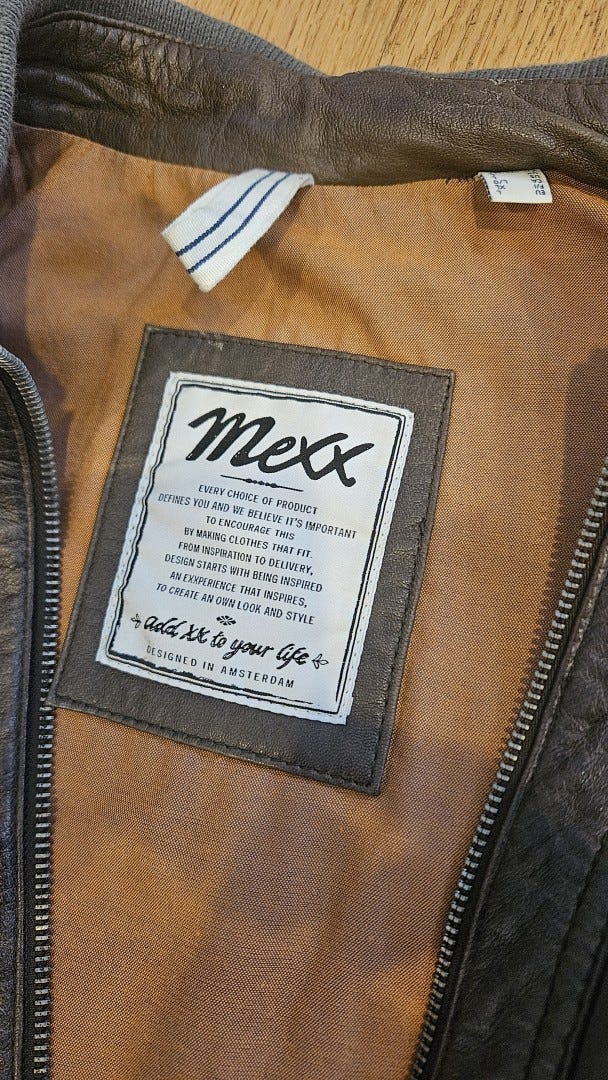 mexx
EVERY CHOICE OF PRODUCT
DEFINES YOU AND WE BELIEVE IT'S IMPORTANT
TO ENCOURAGE THIS
BY MAKING CLOTHES THAT FIT.
FROM INSPIRATION TO DELIVERY,
DESIGN STARTS WITH BEING INSPIRED
AN EXXPERIENCE THAT INSPIRES,
TO CREATE AN OWN LOOK AND STYLE
add xx to your life
DESIGNED IN AMSTERDAM